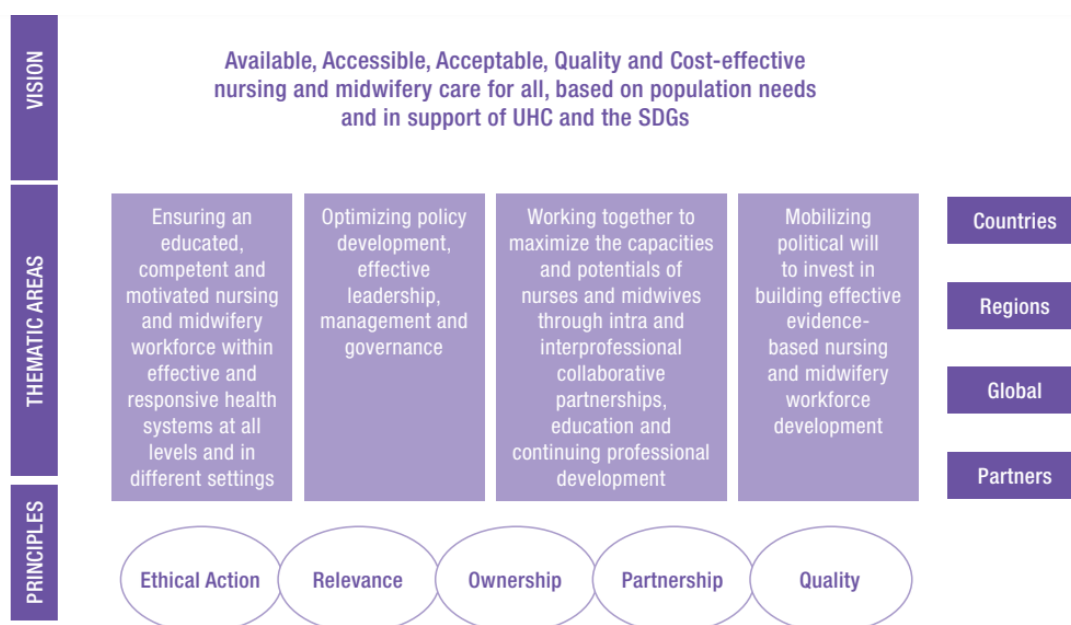 VISION
Available, Accessible, Acceptable, Quality and Cost-effective
nursing and midwifery care for all, based on population needs
and in support of UHC and the SDGs
THEMATIC AREAS
Ensuring an
educated,
competent and
motivated nursing
and midwifery
workforce within
effective and
responsive health
systems at all
levels and in
different settings
Optimizing policy
development,
effective
leadership,
management and
governance
Working together to
maximize the capacities
and potentials of
nurses and midwives
through intra and
interprofessional
collaborative
partnerships,
education and
continuing professional
development
Mobilizing
political will
to invest in
building effective
evidence-
based nursing
and midwifery
workforce
development
Countries
Regions
Global
Partners
PRINCIPLES
Ethical Action
Relevance
Ownership
Partnership
Quality